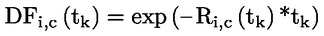 DF_{i,c} (t_k) = exp (−R_{i,c} (t_k) * t_k)